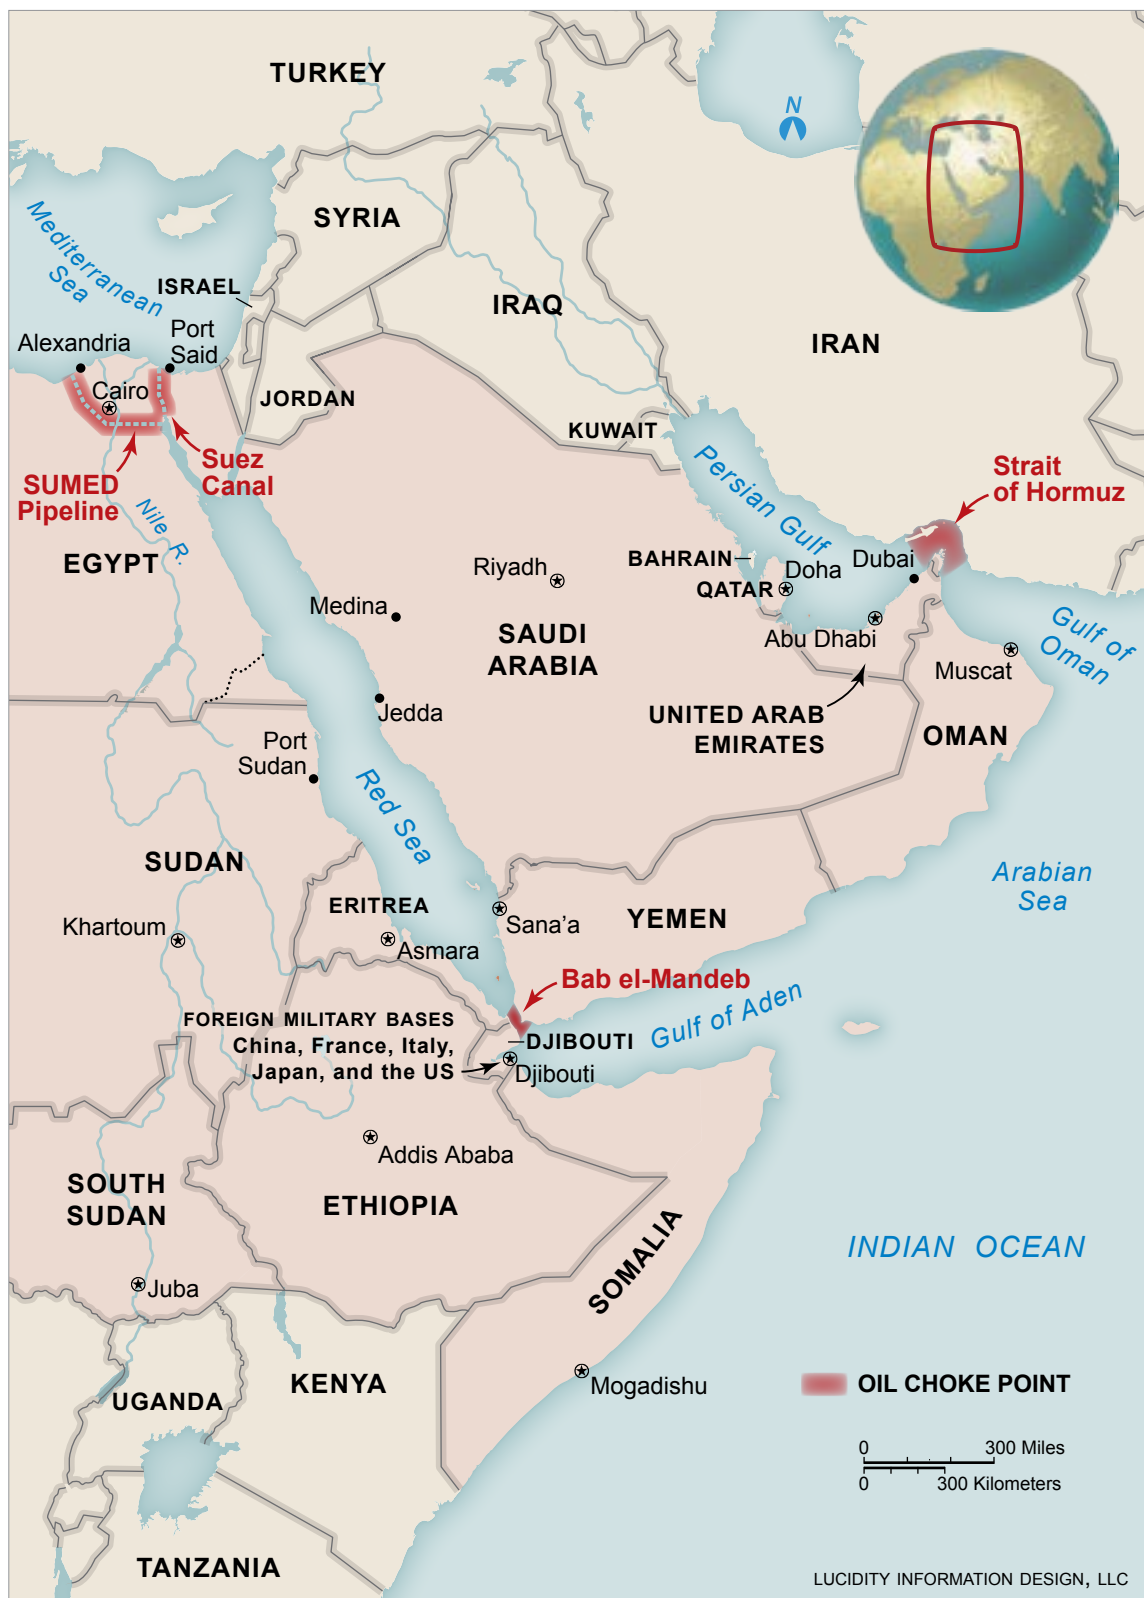 TURKEY
N
SYRIA
Mediterranean
Sea
ISRAEL
IRAQ
IRAN
Alexandria
Port
Said
Cairo
JORDAN
KUWAIT
Suez
Canal
SUMED
Pipeline
Nile R.
Persian Gulf
Strait
of Hormuz
EGYPT
BAHRAIN
Doha
Dubai
QATAR
Riyadh
Medina
SAUDI
ARABIA
Abu Dhabi
Gulf of
Oman
Muscat
Jedda
UNITED ARAB
EMIRATES
OMAN
Port
Sudan
Red Sea
SUDAN
Arabian
Sea
ERITREA
Sana’a
YEMEN
Khartoum
Asmara
Bab el-Mandeb
Gulf of Aden
FOREIGN MILITARY BASES
China, France, Italy,
Japan, and the US
DJIBOUTI
Djibouti
Addis Ababa
SOUTH
SUDAN
ETHIOPIA
SOMALIA
INDIAN OCEAN
Juba
KENYA
Mogadishu
UGANDA
OIL CHOKE POINT
0 300 Miles
0 300 Kilometers
TANZANIA
LUCIDITY INFORMATION DESIGN, LLC